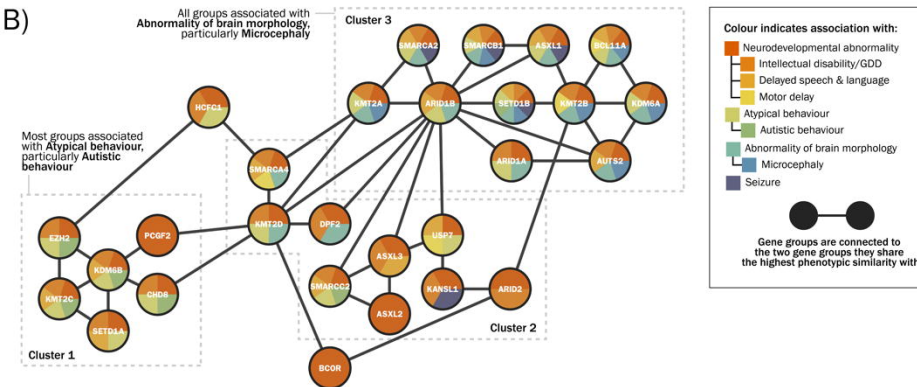 B)
All groups associated with
Abnormality of brain morphology,
particularly Microcephaly
Cluster 3
SMARCA2
SMARCB1
ASXL1
BCL11A
HCFC1
KMT2A
ARID1B
SETD1B
KMT2B
KDM6A
Most groups associated
with Atypical behaviour,
particularly Autistic
behaviour
SMARCA4
ARID1A
AUTS2
EZH2
PCGF2
KMT2D
DPF2
USP7
KDM6B
ASXL3
KMT2C
CHD8
SMARCC2
KANSL1
ARID2
SETD1A
ASXL2
Cluster 1
Cluster 2
BCOR
Colour indicates association with:
Neurodevelopmental abnormality
Intellectual disability/GDD
Delayed speech & language
Motor delay
Atypical behaviour
Autistic behaviour
Abnormality of brain morphology
Microcephaly
Seizure
Gene groups are connected to
the two gene groups they share
the highest phenotypic similarity with